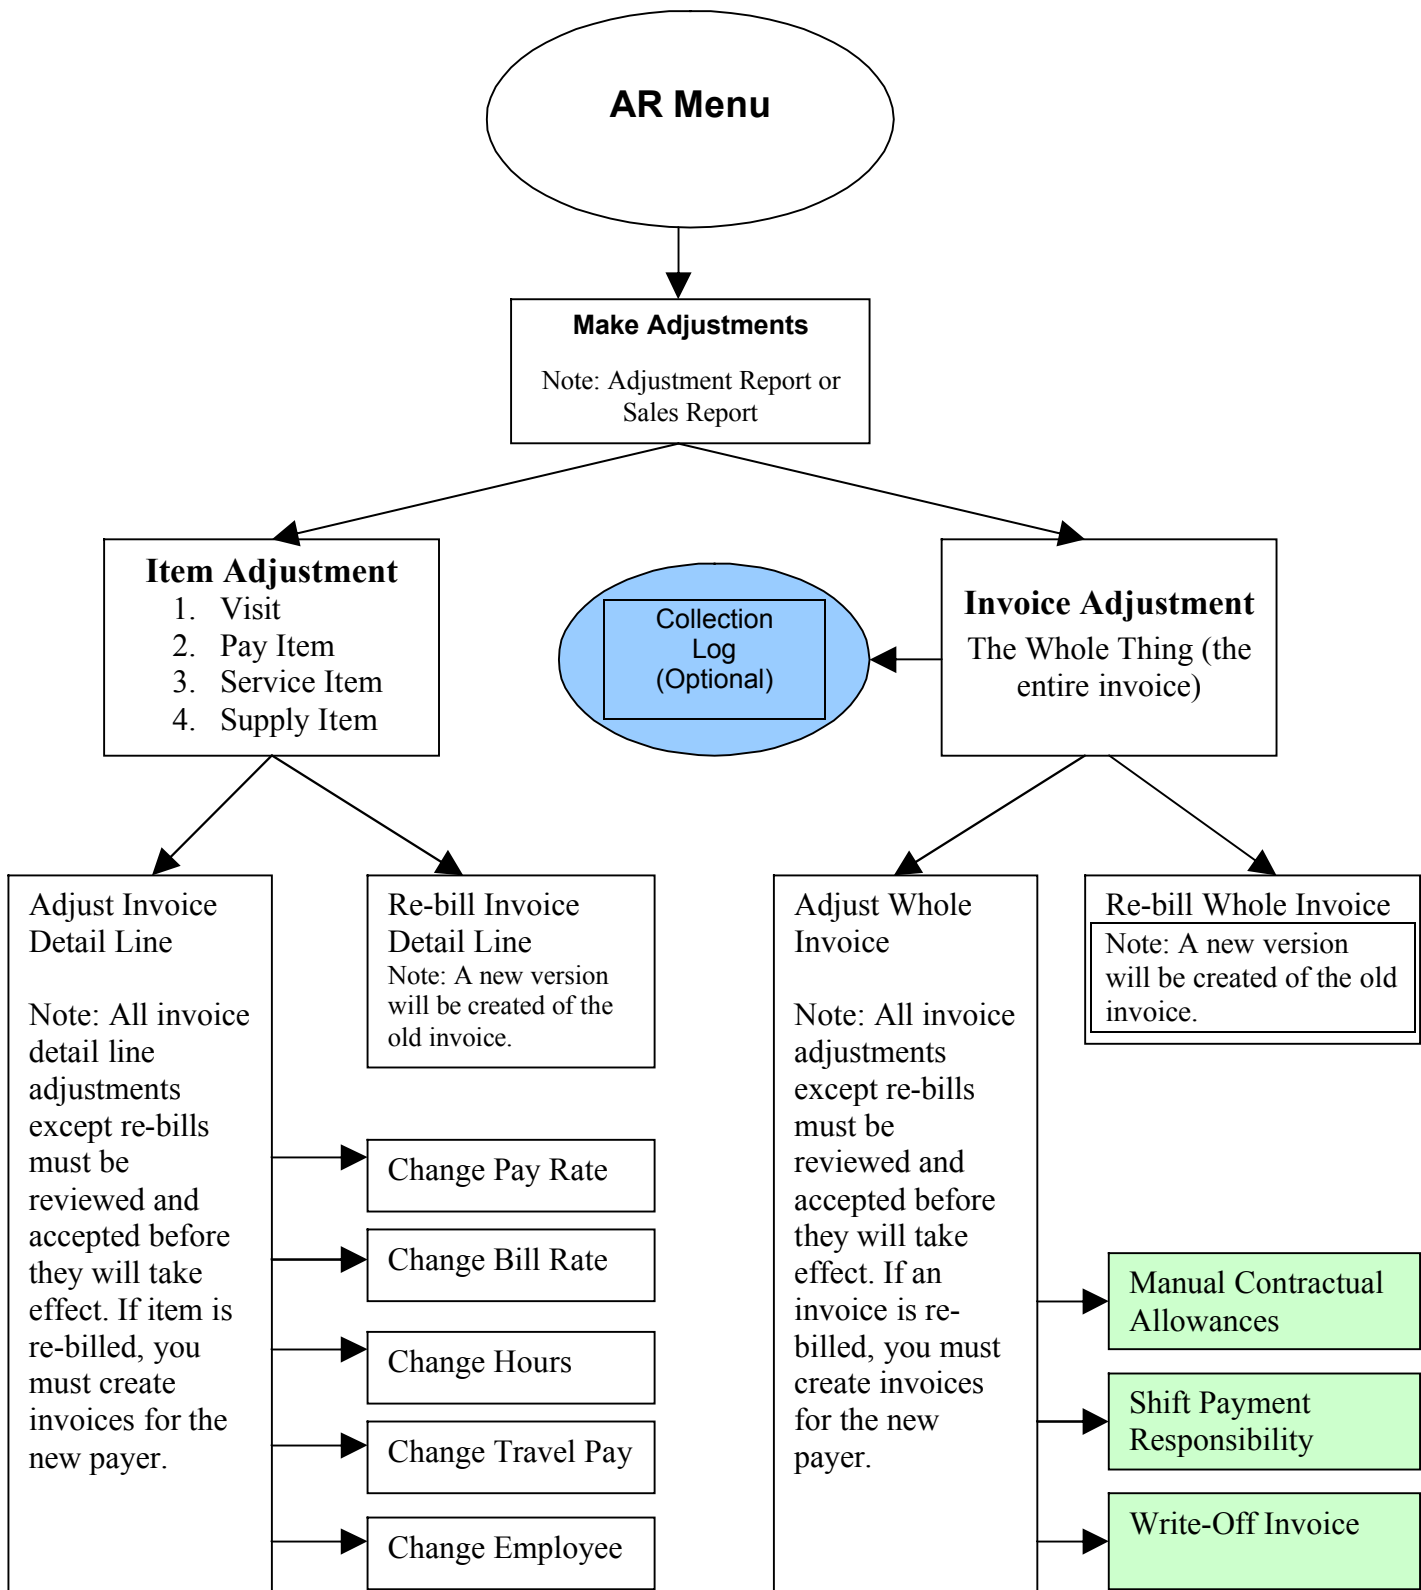 AR Menu
Make Adjustments
Note: Adjustment Report or
Sales Report
Item Adjustment
1. Visit
2. Pay Item
3. Service Item
4. Supply Item
Collection
Log
(Optional)
Invoice Adjustment
The Whole Thing (the
entire invoice)
Adjust Invoice
Detail Line
Note: All invoice
detail line
adjustments
except re-bills
must be
reviewed and
accepted before
they will take
effect. If item is
re-billed, you
must create
invoices for the
new payer.
Re-bill Invoice
Detail Line
Note: A new version
will be created of the
old invoice.
Change Pay Rate
Change Bill Rate
Change Hours
Change Travel Pay
Change Employee
Adjust Whole
Invoice
Note: All invoice
adjustments
except re-bills
must be
reviewed and
accepted before
they will take
effect. If an
invoice is re-
billed, you must
create invoices
for the new
payer.
Re-bill Whole Invoice
Note: A new version
will be created of the old
invoice.
Manual Contractual
Allowances
Shift Payment
Responsibility
Write-Off Invoice